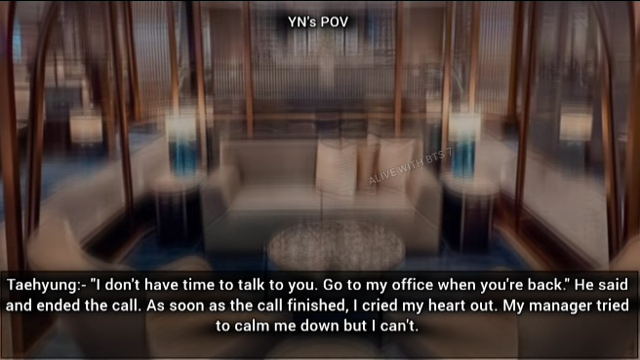 YN's POV
ALIVE WITH BTS 7
Taehyung:- "I don't have time to talk to you. Go to my office when you're back." He said
and ended the call. As soon as the call finished, I cried my heart out. My manager tried
to calm me down but I can't.